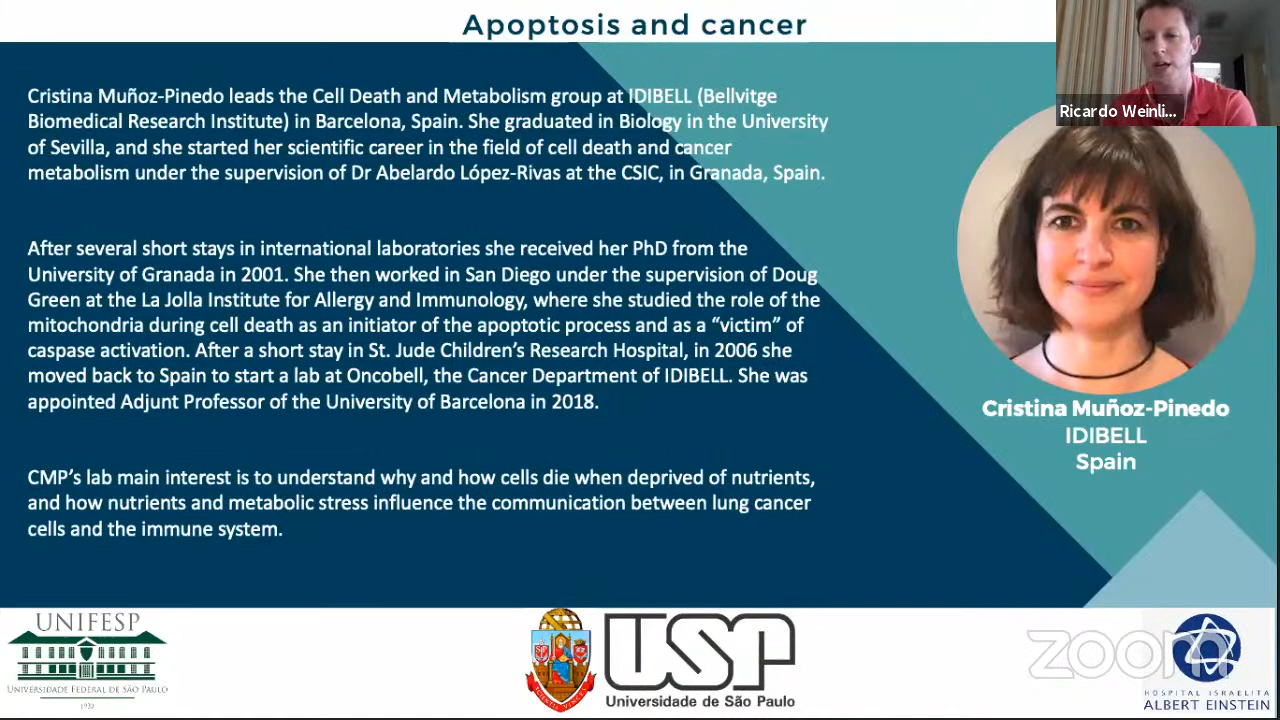 Apoptosis and cancer
Ricardo Weinli...
Cristina Muñoz-Pinedo leads the Cell Death and Metabolism group at IDIBELL (Bellvitge
Biomedical Research Institute) in Barcelona, Spain. She graduated in Biology in the University
of Sevilla, and she started her scientific career in the field of cell death and cancer
metabolism under the supervision of Dr Abelardo López-Rivas at the CSIC, in Granada, Spain.
After several short stays in international laboratories she received her PhD from the
University of Granada in 2001. She then worked in San Diego under the supervision of Doug
Green at the La Jolla Institute for Allergy and Immunology, where she studied the role of the
mitochondria during cell death as an initiator of the apoptotic process and as a “victim” of
caspase activation. After a short stay in St. Jude Children’s Research Hospital, in 2006 she
moved back to Spain to start a lab at Oncobell, the Cancer Department of IDIBELL. She was
appointed Adjunt Professor of the University of Barcelona in 2018.
CMP’s lab main interest is to understand why and how cells die when deprived of nutrients,
and how nutrients and metabolic stress influence the communication between lung cancer
cells and the immune system.
Cristina Muñoz-Pinedo
IDIBELL
Spain
UNIFESP
UNIVERSIDADE FEDERAL DE SÃO PAULO
USP
Universidade de São Paulo
zoom
HOSPITAL ISRAELITA
ALBERT EINSTEIN